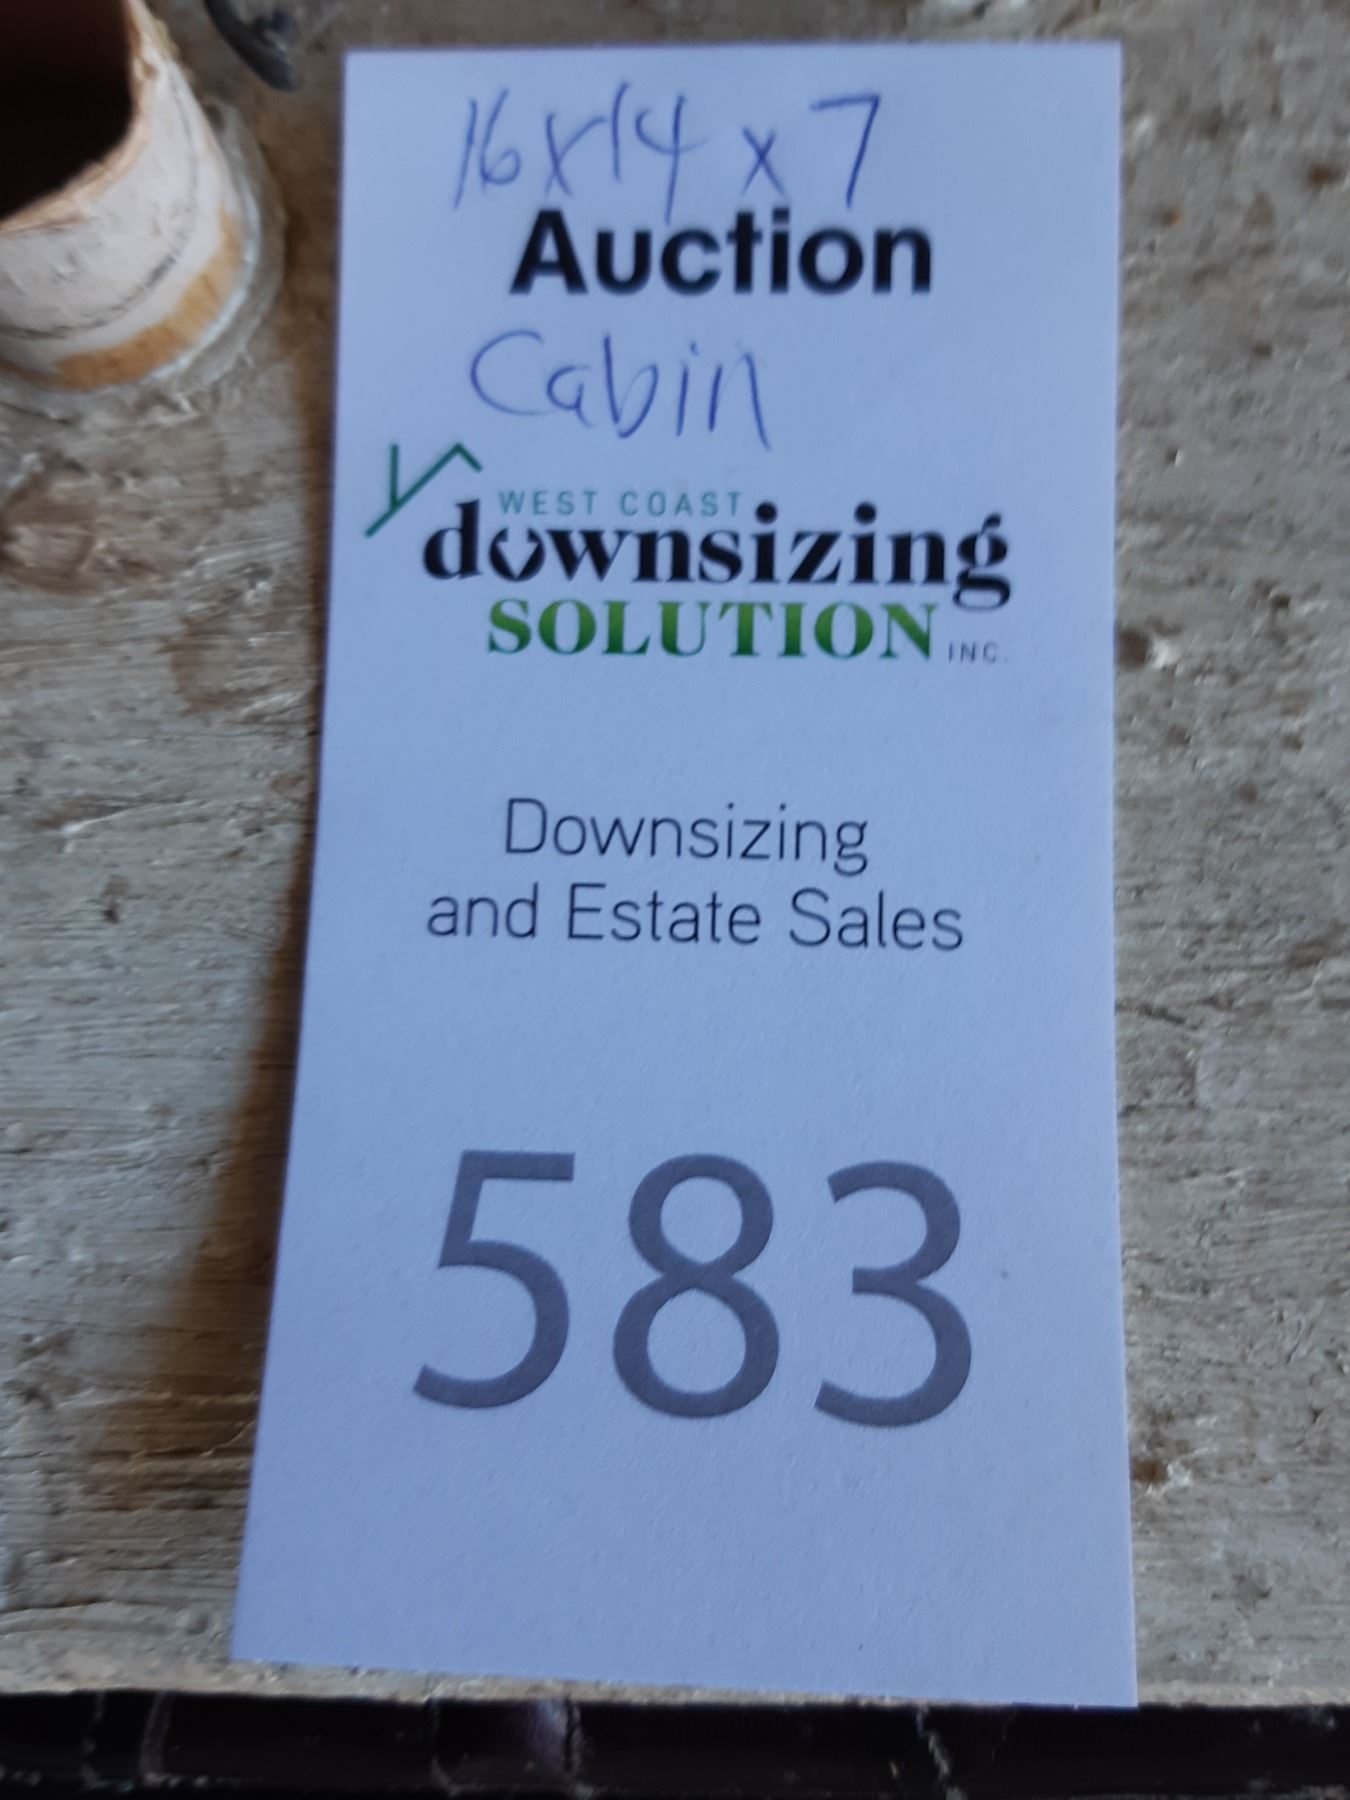 16x14 x 7
Auction
Cabin
WEST COAST
downsizing
SOLUTION INC.
Downsizing
and Estate Sales
583